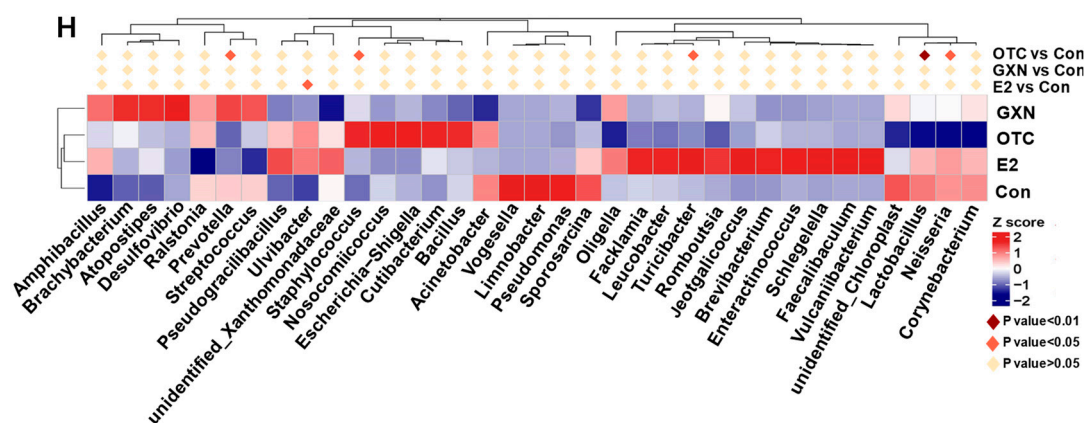 H
OTC vs Con
GXN vs Con
E2 vs Con
GXN
OTC
E2
Con
Amphibacillus
Brachybacterium
Atopostipes
Desulfovibrio
Ralstonia
Prevotella
Streptococcus
Pseudogracilibacillus
Ulvibacter
unidentified_Xanthomonadaceae
Staphylococcus
Nosocomiicoccus
Escherichia-Shigella
Cutibacterium
Bacillus
Acinetobacter
Vogesella
Limnobacter
Pseudomonas
Sporosarcina
Oligella
Facklamia
Leucobacter
Turicibacter
Romboutsia
Jeotgalicoccus
Brevibacterium
Enteractinococcus
Schlegelella
Faecalibaculum
Vulcaniibacterium
unidentified_Chloroplast
Lactobacillus
Neisseria
Corynebacterium
Z score
2
1
0
−1
−2
P value<0.01
P value<0.05
P value>0.05